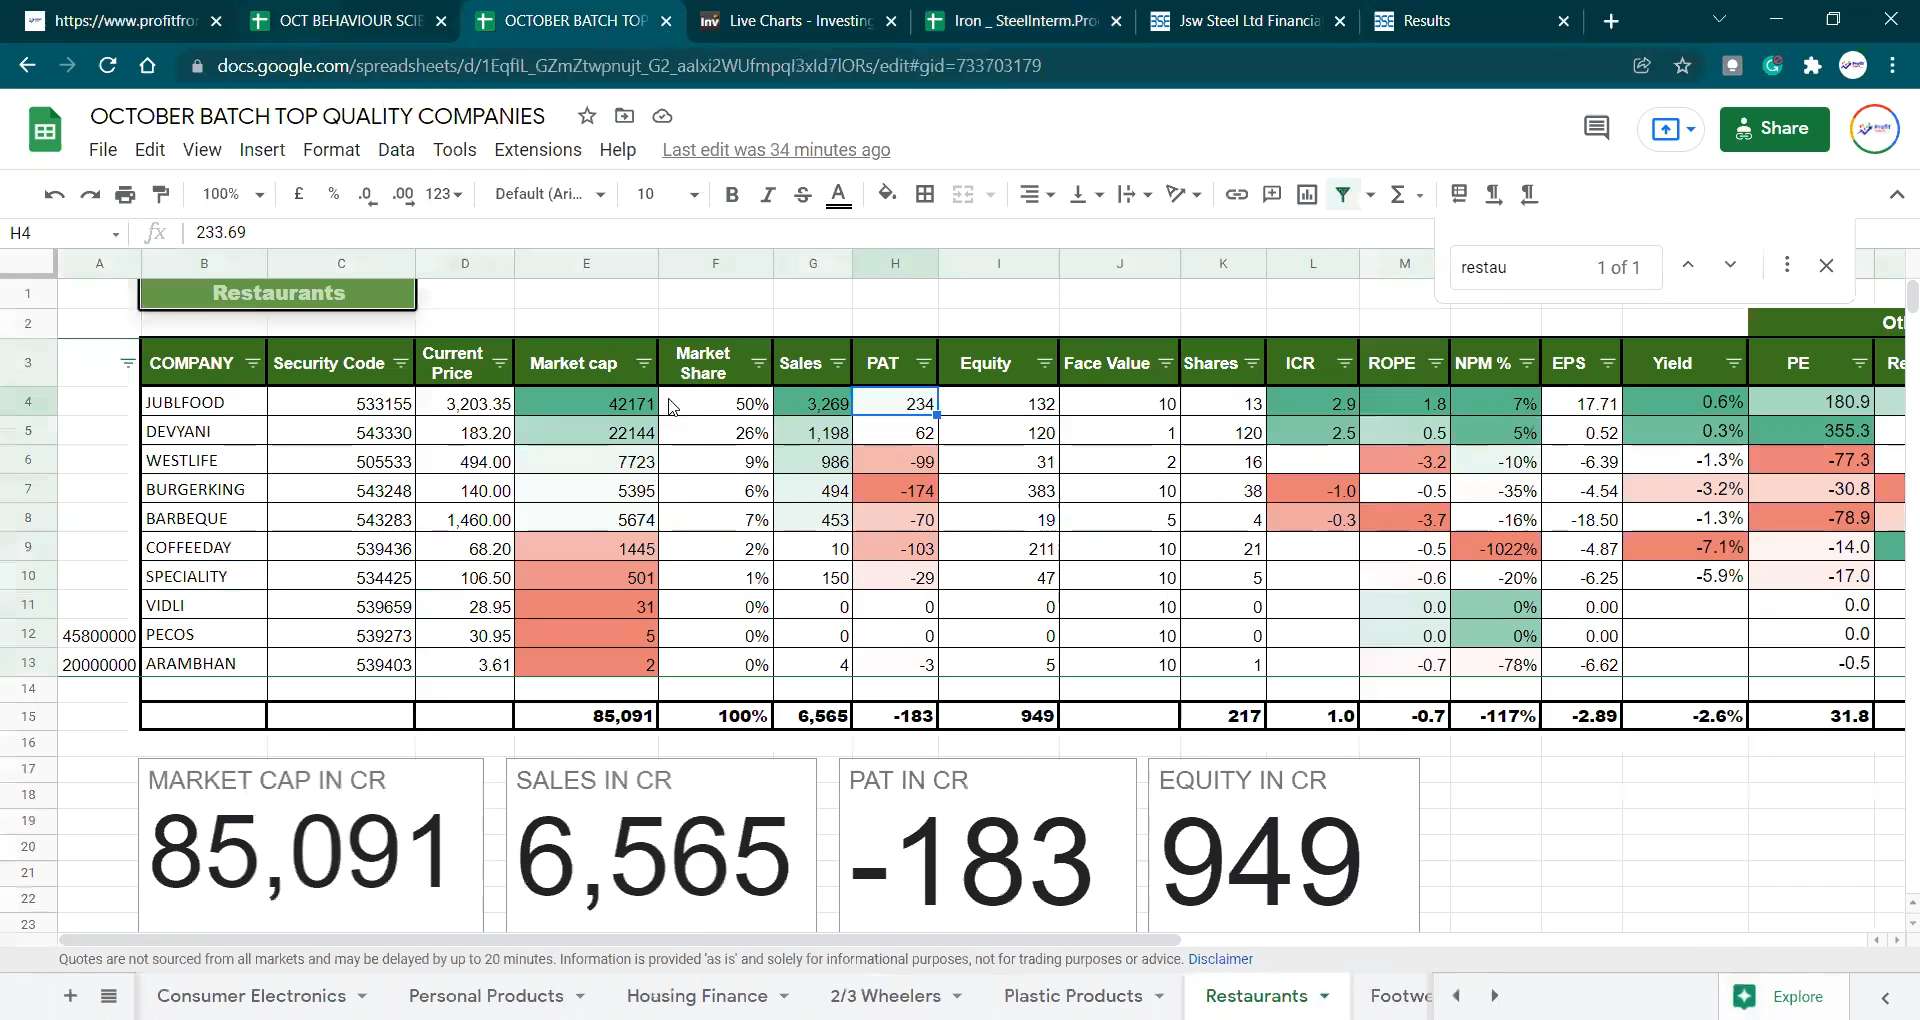 https://www.profitfror
OCT BEHAVIOUR SCIE
OCTOBER BATCH TOP
Live Charts - Investing
Iron _ SteelInterm.Pro
Jsw Steel Ltd Financia
Results
docs.google.com/spreadsheets/d/1EqfIL_GZmZtwpnujt_G2_aaIxi2WUfmpqI3xId7lORs/edit#gid=733703179
OCTOBER BATCH TOP QUALITY COMPANIES
Share
File Edit View Insert Format Data Tools Extensions Help Last edit was 34 minutes ago
100% £ % .0 .00 123 Default (Ari... 10 B I S A
H4 fx 233.69
restau 1 of 1
A B C D E F G H I J K L M
1 Restaurants
2 Ot
3 COMPANY Security Code Current Price Market cap Market Share Sales PAT Equity Face Value Shares ICR ROPE NPM % EPS Yield PE Re
4 JUBLFOOD 533155 3,203.35 42171 50% 3,269 234 132 10 13 2.9 1.8 7% 17.71 0.6% 180.9
5 DEVYANI 543330 183.20 22144 26% 1,198 62 120 1 120 2.5 0.5 5% 0.52 0.3% 355.3
6 WESTLIFE 505533 494.00 7723 9% 986 -99 31 2 16 -3.2 -10% -6.39 -1.3% -77.3
7 BURGERKING 543248 140.00 5395 6% 494 -174 383 10 38 -1.0 -0.5 -35% -4.54 -3.2% -30.8
8 BARBEQUE 543283 1,460.00 5674 7% 453 -70 19 5 4 -0.3 -3.7 -16% -18.50 -1.3% -78.9
9 COFFEEDAY 539436 68.20 1445 2% 10 -103 211 10 21 -0.5 -1022% -4.87 -7.1% -14.0
10 SPECIALITY 534425 106.50 501 1% 150 -29 47 10 5 -0.6 -20% -6.25 -5.9% -17.0
11 VIDLI 539659 28.95 31 0% 0 0 0 10 0 0.0 0% 0.00 0.0
12 45800000 PECOS 539273 30.95 5 0% 0 0 0 10 0 0.0 0% 0.00 0.0
13 20000000 ARAMBHAN 539403 3.61 2 0% 4 -3 5 10 1 -0.7 -78% -6.62 -0.5
14
15 85,091 100% 6,565 -183 949 217 1.0 -0.7 -117% -2.89 -2.6% 31.8
16
17 MARKET CAP IN CR SALES IN CR PAT IN CR EQUITY IN CR
18
19
20
21 85,091 6,565 -183 949
22
23
Quotes are not sourced from all markets and may be delayed by up to 20 minutes. Information is provided 'as is' and solely for informational purposes, not for trading purposes or advice. Disclaimer
Consumer Electronics Personal Products Housing Finance 2/3 Wheelers Plastic Products Restaurants Footwe Explore